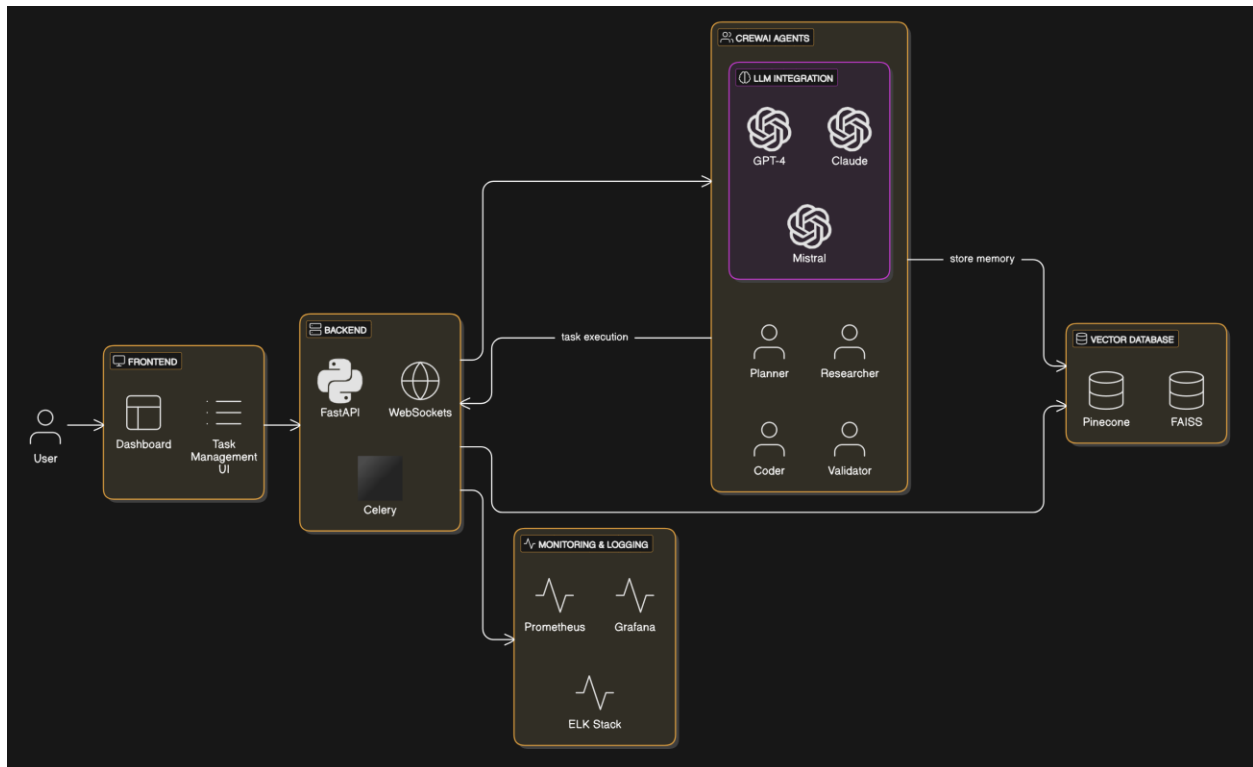 CREWAI AGENTS
LLM INTEGRATION
GPT-4
Claude
Mistral
store memory
task execution
BACKEND
FastAPI
WebSockets
Celery
FRONTEND
Dashboard
Task
Management
UI
User
Planner
Researcher
Coder
Validator
VECTOR DATABASE
Pinecone
FAISS
MONITORING & LOGGING
Prometheus
Grafana
ELK Stack